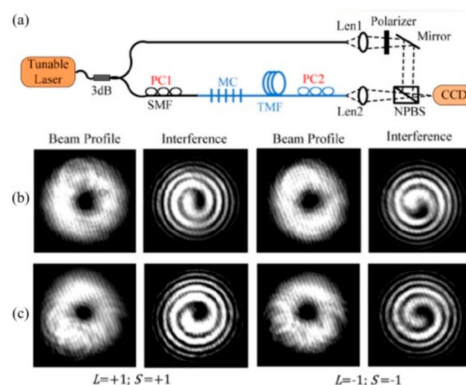 (a)
Len1
Polarizer
Mirror
Tunable
Laser
3dB
PC1
SMF
MC
TMF
PC2
Len2
NPBS
CCD
Beam Profile Interference Beam Profile Interference
(b)
(c)
L=+1; S=+1 L=-1; S=-1